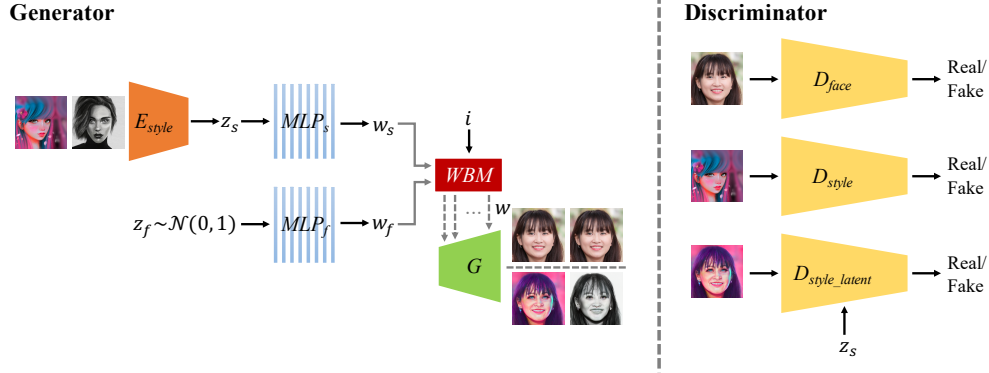 Generator
E_style
z_s
MLP_s
w_s
i
WBM
z_f~𝒩(0, 1)
MLP_f
w_f
...
w
G
Discriminator
D_face
Real/
Fake
D_style
Real/
Fake
D_style_latent
Real/
Fake
z_s